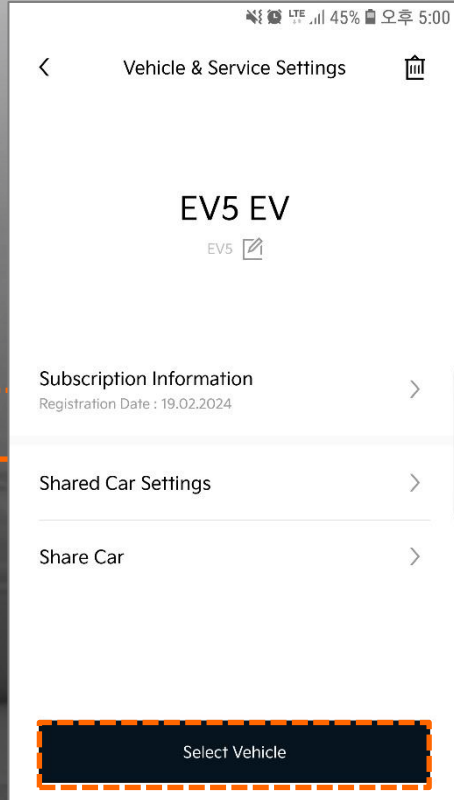 LTE 45% 오후 5:00
Vehicle & Service Settings
EV5 EV
EV5
Subscription Information
Registration Date : 19.02.2024
Shared Car Settings
Share Car
Select Vehicle